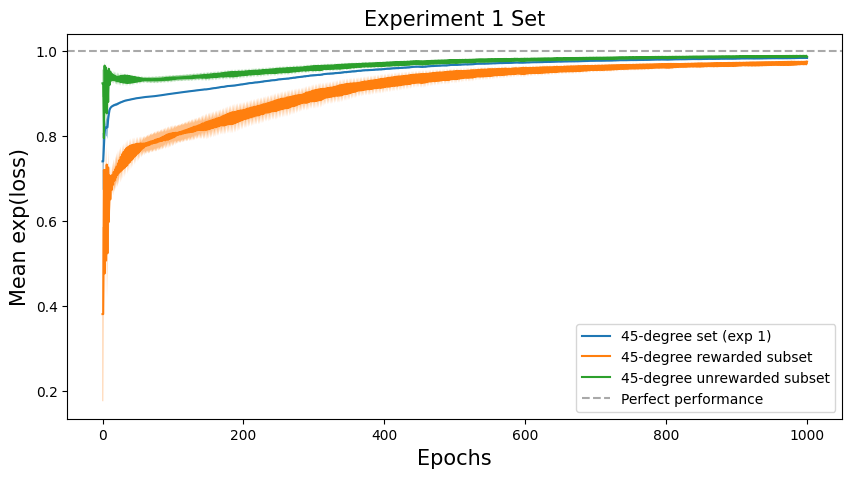 Experiment 1 Set
Mean exp(loss)
1.0
0.8
0.6
0.4
0.2
0
200
400
600
800
1000
Epochs
45-degree set (exp 1)
45-degree rewarded subset
45-degree unrewarded subset
Perfect performance